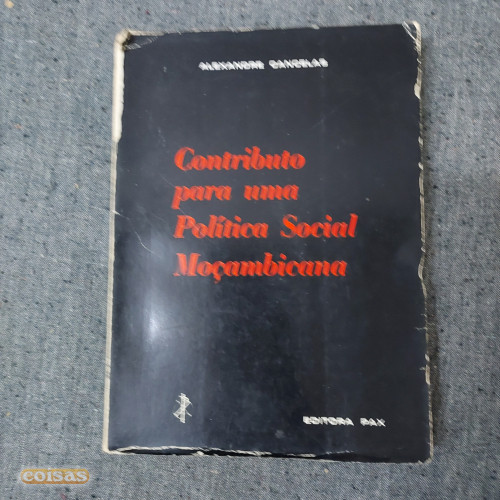 ALEXANDRE CANCELAS
Contributo
para uma
Política Social
Moçambicana
EDITORA PAX
coisas